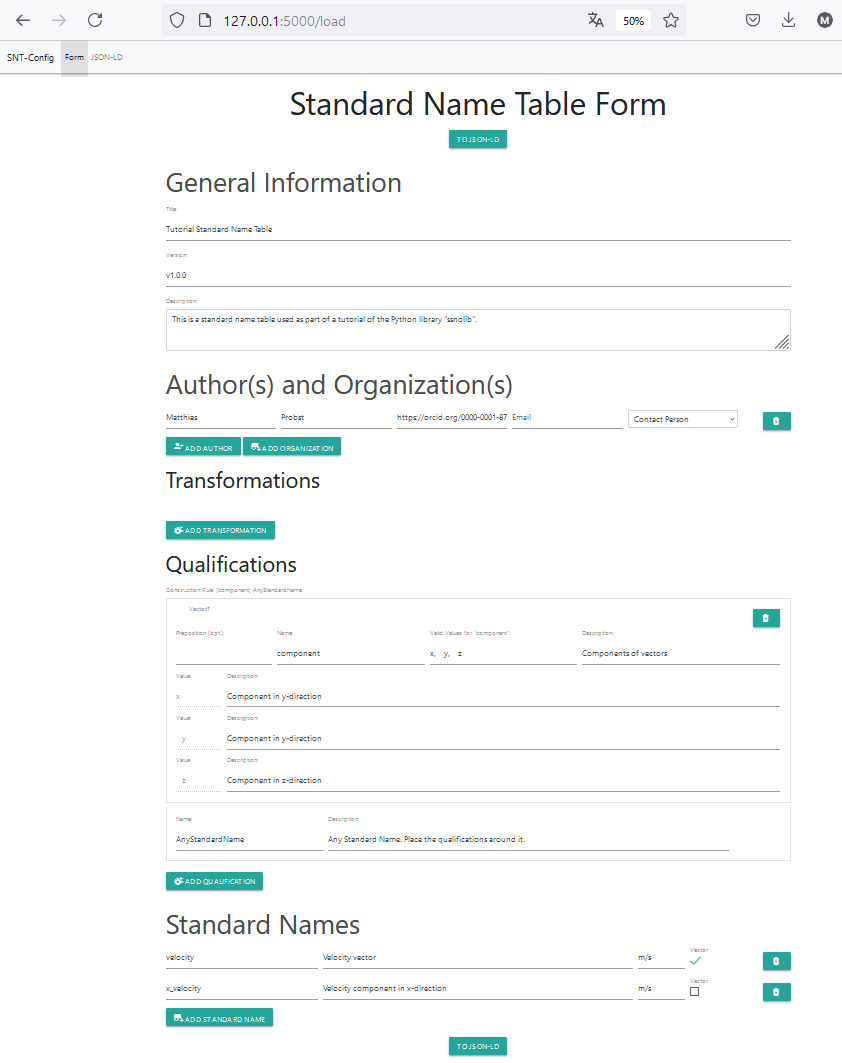 127.0.0.1:5000/load 50% M
SNT-Config Form JSON-LD
Standard Name Table Form
TO JSON-LD
General Information
Title:
Tutorial Standard Name Table
Version:
v1.0.0
Description:
This is a standard name table used as part of a tutorial of the Python library "ssnolib".
Author(s) and Organization(s)
Matthias Probst https://orcid.org/0000-0001-87 Email Contact Person
ADD AUTHOR ADD ORGANIZATION
Transformations
ADD TRANSFORMATION
Qualifications
Construction Rule: [component] AnyStandardName
Vector?
Preposition (opt.): Name: Valid Values for 'component': Description:
component x, y, z Components of vectors
Value: Description:
x Component in y-direction
Value: Description:
y Component in y-direction
Value: Description:
z Component in z-direction
Name: Description:
AnyStandardName Any Standard Name. Place the qualifications around it.
ADD QUALIFICATION
Standard Names
Vector
velocity Velocity vector m/s
Vector
x_velocity Velocity component in x-direction m/s
ADD STANDARD NAME
TO JSON-LD